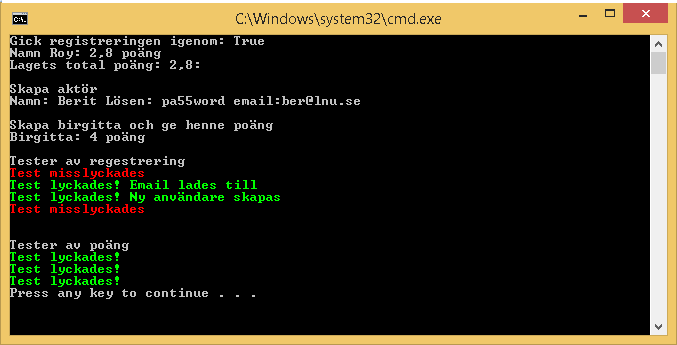 C:\Windows\system32\cmd.exe
Gick registreringen igenom: True
Namn Roy: 2,8 poäng
Lagets total poäng: 2,8:
Skapa aktör
Namn: Berit Lösen: pa55word email:ber@lnu.se
Skapa birgitta och ge henne poäng
Birgitta: 4 poäng
Tester av regestrering
Test misslyckades
Test lyckades! Email lades till
Test lyckades! Ny användare skapas
Test misslyckades
Tester av poäng
Test lyckades!
Test lyckades!
Test lyckades!
Press any key to continue . . .